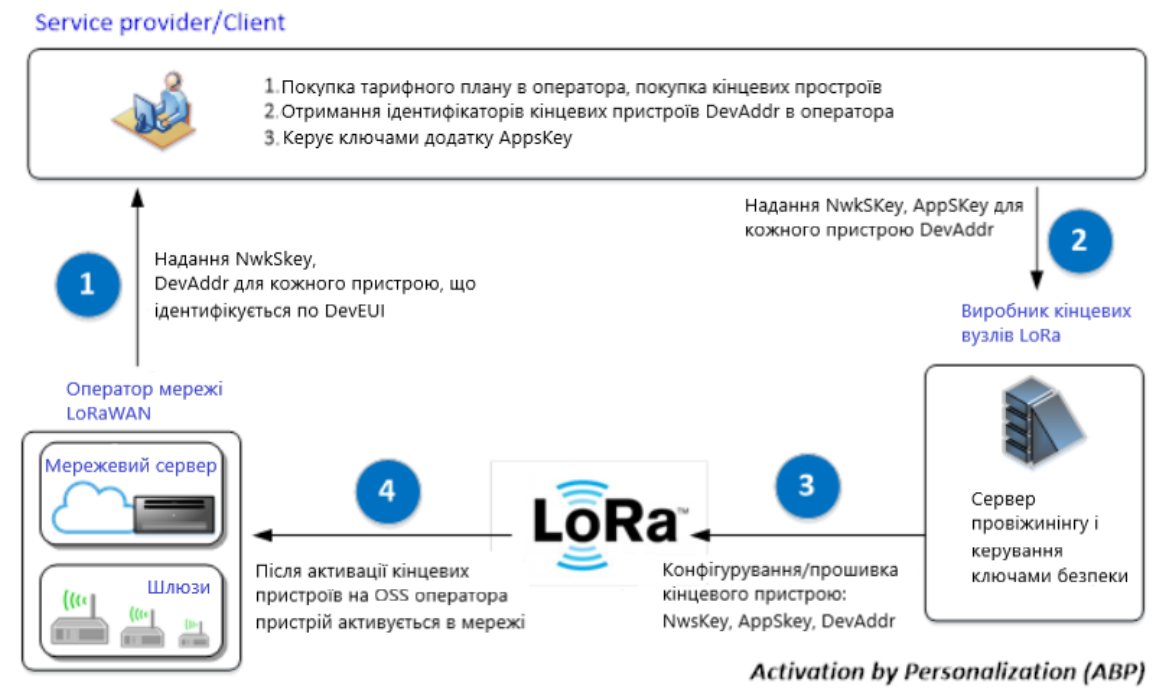 Service provider/Client
1. Покупка тарифного плану в оператора, покупка кінцевих простроїв
2. Отримання ідентифікаторів кінцевих пристроїв DevAddr в оператора
3. Керує ключами додатку AppsKey
Надання NwkSKey, AppSKey для
кожного пристрою DevAddr
2
1
Надання NwkSkey,
DevAddr для кожного пристрою, що
ідентифікується по DevEUI
Виробник кінцевих
вузлів LoRa
Оператор мережі
LoRaWAN
Мережевий сервер
Шлюзи
4
Після активації кінцевих
пристроїв на OSS оператора
пристрій активується в мережі
LoRa™
3
Конфігурування/прошивка
кінцевого пристрою:
NwsKey, AppSkey, DevAddr
Сервер
провіжинінгу і
керування
ключами безпеки
Activation by Personalization (ABP)